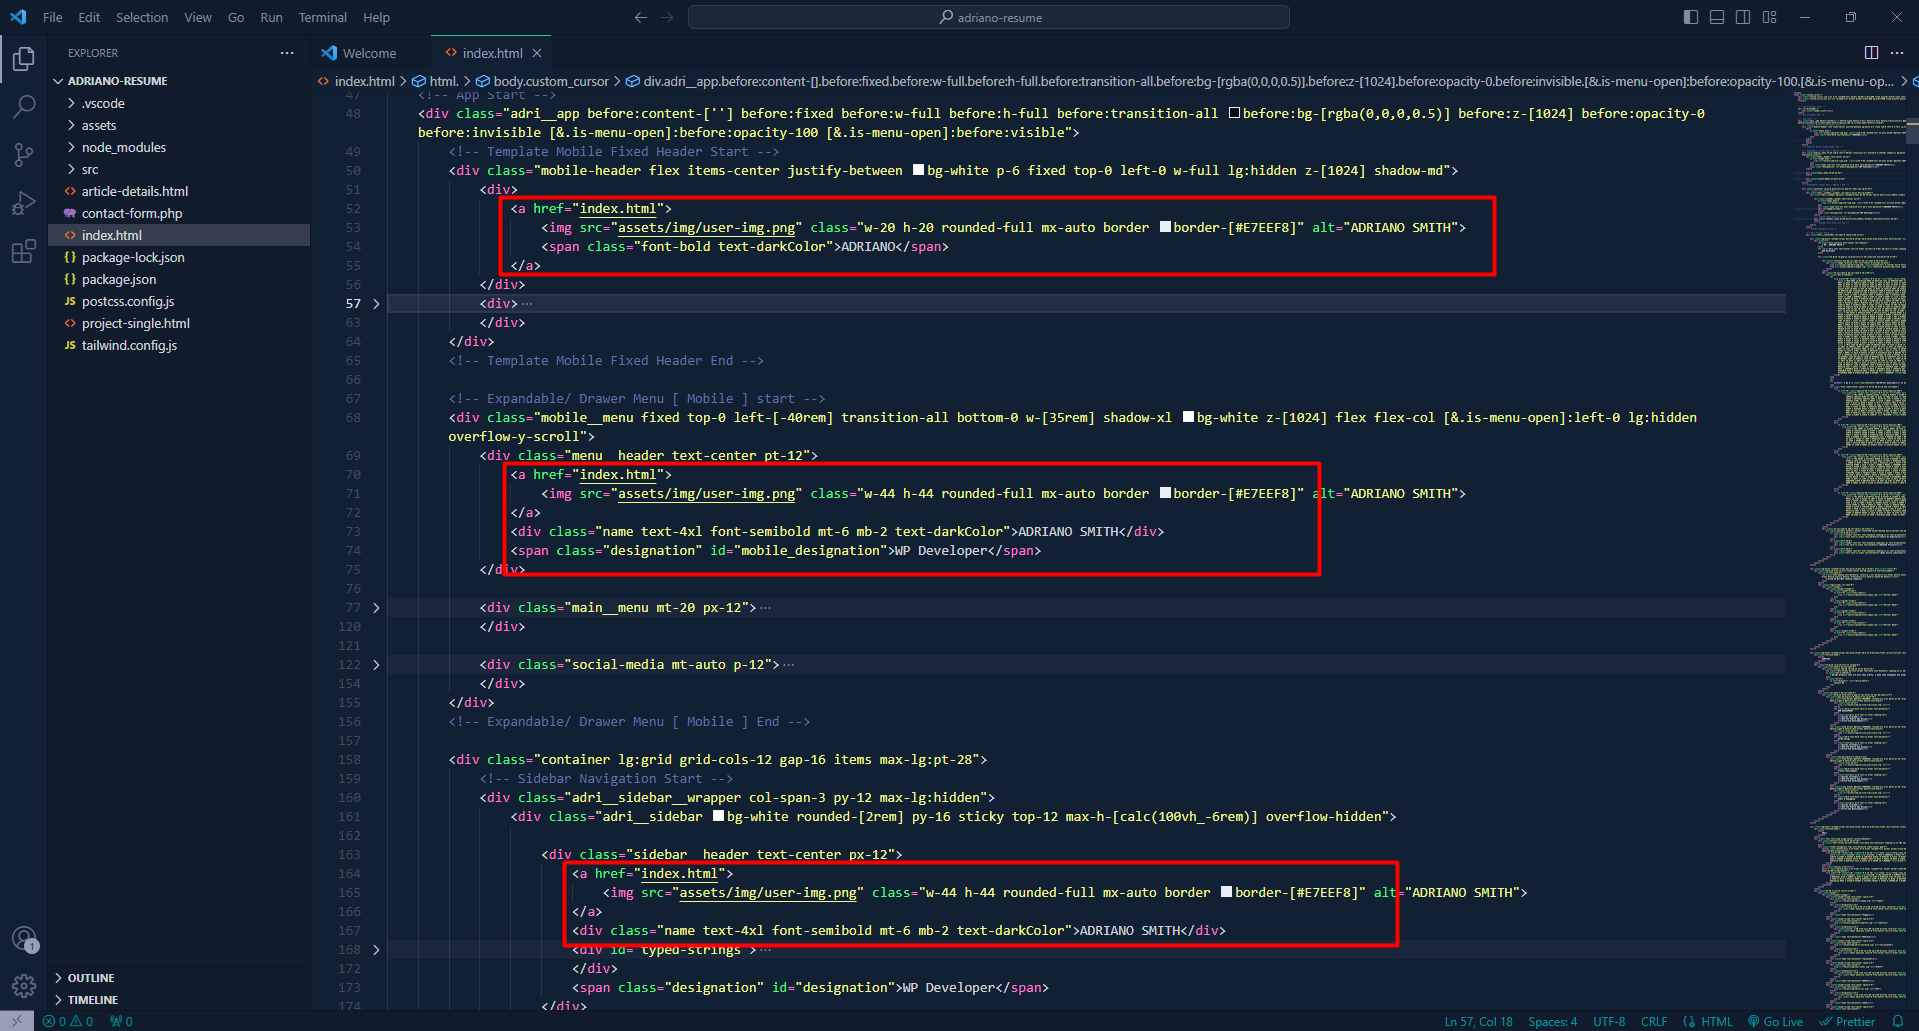 File Edit Selection View Go Run Terminal Help
adriano-resume
EXPLORER
ADRIANO-RESUME
.vscode
assets
node_modules
src
article-details.html
contact-form.php
index.html
package-lock.json
package.json
postcss.config.js
project-single.html
tailwind.config.js
OUTLINE
TIMELINE
Welcome
index.html
index.html > html. > body.custom_cursor > div.adri__app.before:content-[].before:fixed.before:w-full.before:h-full.before:transition-all.before:bg-[rgba(0,0,0,0.5)].before:z-[1024].before:opacity-0.before:invisible.[&.is-menu-open]:before:opacity-100.[&.is-menu-op...
47 <!-- App Start -->
48 <div class="adri__app before:content-[''] before:fixed before:w-full before:h-full before:transition-all before:bg-[rgba(0,0,0,0.5)] before:z-[1024] before:opacity-0
before:invisible [&.is-menu-open]:before:opacity-100 [&.is-menu-open]:before:visible">
49 <!-- Template Mobile Fixed Header Start -->
50 <div class="mobile-header flex items-center justify-between bg-white p-6 fixed top-0 left-0 w-full lg:hidden z-[1024] shadow-md">
51 <div>
52 <a href="index.html">
53 <img src="assets/img/user-img.png" class="w-20 h-20 rounded-full mx-auto border border-[#E7EEF8]" alt="ADRIANO SMITH">
54 <span class="font-bold text-darkColor">ADRIANO</span>
55 </a>
56 </div>
57 <div>···
63 </div>
64 </div>
65 <!-- Template Mobile Fixed Header End -->
66
67 <!-- Expandable/ Drawer Menu [ Mobile ] start -->
68 <div class="mobile__menu fixed top-0 left-[-40rem] transition-all bottom-0 w-[35rem] shadow-xl bg-white z-[1024] flex flex-col [&.is-menu-open]:left-0 lg:hidden
overflow-y-scroll">
69 <div class="menu__header text-center pt-12">
70 <a href="index.html">
71 <img src="assets/img/user-img.png" class="w-44 h-44 rounded-full mx-auto border border-[#E7EEF8]" alt="ADRIANO SMITH">
72 </a>
73 <div class="name text-4xl font-semibold mt-6 mb-2 text-darkColor">ADRIANO SMITH</div>
74 <span class="designation" id="mobile_designation">WP Developer</span>
75 </div>
76
77 <div class="main__menu mt-20 px-12">···
120 </div>
121
122 <div class="social-media mt-auto p-12">···
154 </div>
155 </div>
156 <!-- Expandable/ Drawer Menu [ Mobile ] End -->
157
158 <div class="container lg:grid grid-cols-12 gap-16 items max-lg:pt-28">
159 <!-- Sidebar Navigation Start -->
160 <div class="adri__sidebar__wrapper col-span-3 py-12 max-lg:hidden">
161 <div class="adri__sidebar bg-white rounded-[2rem] py-16 sticky top-12 max-h-[calc(100vh_-6rem)] overflow-hidden">
162
163 <div class="sidebar__header text-center px-12">
164 <a href="index.html">
165 <img src="assets/img/user-img.png" class="w-44 h-44 rounded-full mx-auto border border-[#E7EEF8]" alt="ADRIANO SMITH">
166 </a>
167 <div class="name text-4xl font-semibold mt-6 mb-2 text-darkColor">ADRIANO SMITH</div>
168 <div id="typed-strings">···
172 </div>
173 <span class="designation" id="designation">WP Developer</span>
174 </div>
1
0 0 0
Ln 57, Col 18 Spaces: 4 UTF-8 CRLF HTML Go Live Prettier